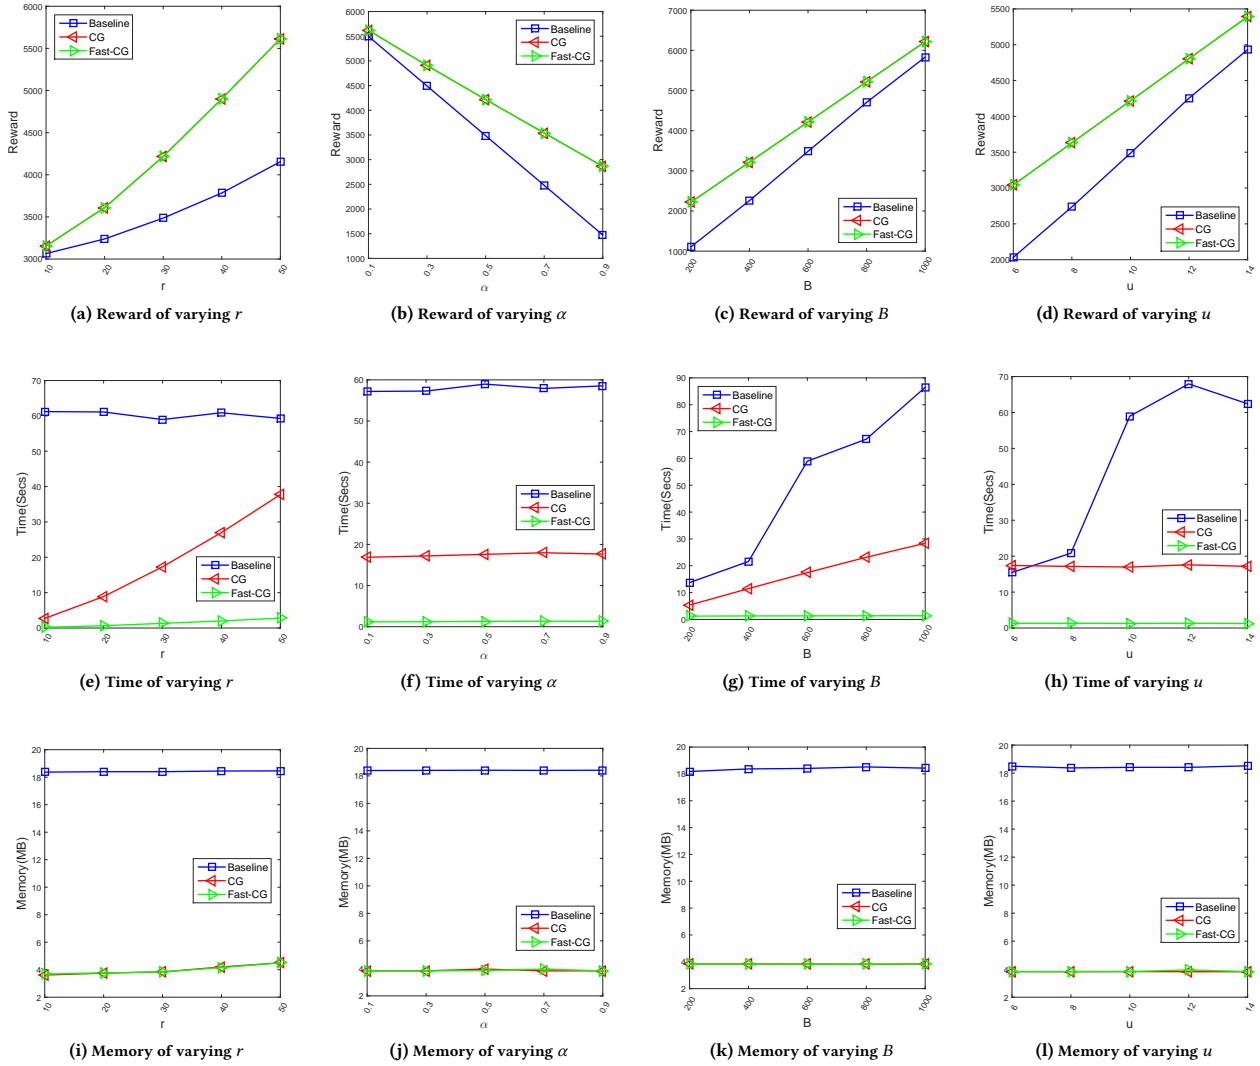 6000
5500
5000
4500
4000
3500
3000
Reward
Baseline
CG
Fast-CG
10
20
30
40
50
r
(a) Reward of varying r
6000
5500
5000
4500
4000
3500
3000
2500
2000
1500
1000
Reward
Baseline
CG
Fast-CG
0.1
0.3
0.5
0.7
0.9
α
(b) Reward of varying α
7000
6000
5000
4000
3000
2000
1000
Reward
Baseline
CG
Fast-CG
200
400
600
800
1000
B
(c) Reward of varying B
5500
5000
4500
4000
3500
3000
2500
2000
Reward
Baseline
CG
Fast-CG
6
8
10
12
14
u
(d) Reward of varying u
70
60
50
40
30
20
10
0
Time(Secs)
Baseline
CG
Fast-CG
10
20
30
40
50
r
(e) Time of varying r
60
50
40
30
20
10
0
Time(Secs)
Baseline
CG
Fast-CG
0.1
0.3
0.5
0.7
0.9
α
(f) Time of varying α
90
80
70
60
50
40
30
20
10
0
Time(Secs)
Baseline
CG
Fast-CG
200
400
600
800
1000
B
(g) Time of varying B
70
60
50
40
30
20
10
0
Time(Secs)
Baseline
CG
Fast-CG
6
8
10
12
14
u
(h) Time of varying u
20
18
16
14
12
10
8
6
4
2
Memory(MB)
Baseline
CG
Fast-CG
10
20
30
40
50
r
(i) Memory of varying r
20
18
16
14
12
10
8
6
4
2
Memory(MB)
Baseline
CG
Fast-CG
0.1
0.3
0.5
0.7
0.9
α
(j) Memory of varying α
20
18
16
14
12
10
8
6
4
2
Memory(MB)
Baseline
CG
Fast-CG
200
400
600
800
1000
B
(k) Memory of varying B
20
18
16
14
12
10
8
6
4
2
Memory(MB)
Baseline
CG
Fast-CG
6
8
10
12
14
u
(l) Memory of varying u